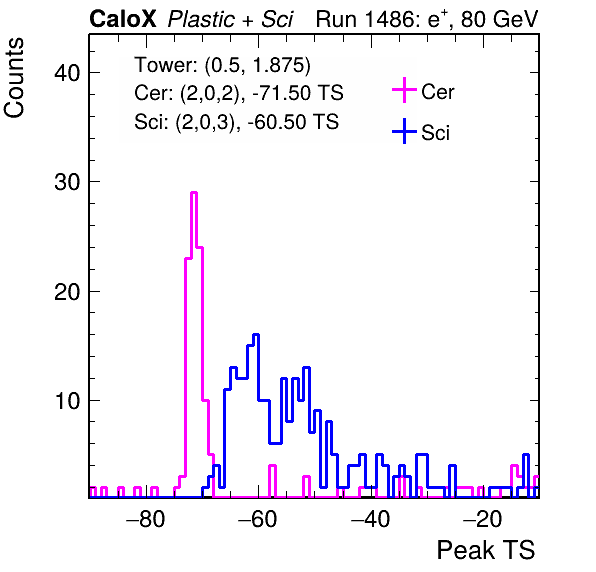 CaloX Plastic + Sci Run 1486: e+, 80 GeV
Counts
Tower: (0.5, 1.875)
Cer: (2,0,2), -71.50 TS
Sci: (2,0,3), -60.50 TS
Cer
Sci
40
30
20
10
−80 −60 −40 −20
Peak TS